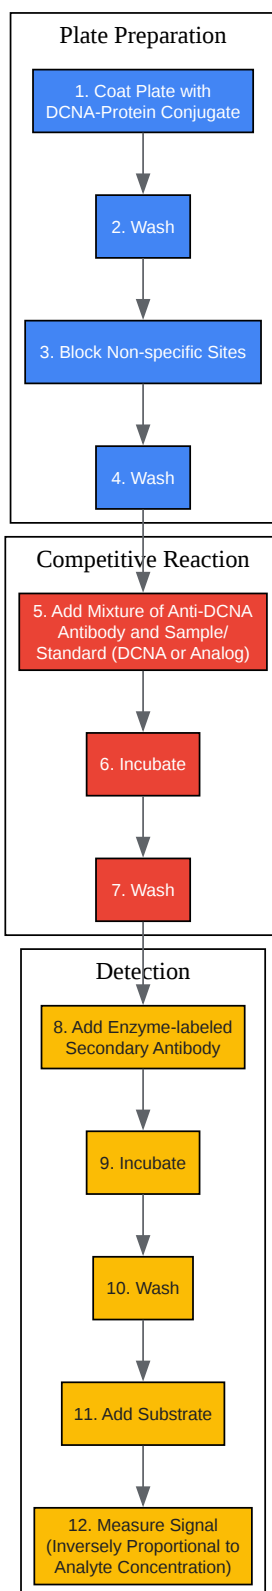 Plate Preparation
1. Coat Plate with
DCNA-Protein Conjugate
2. Wash
3. Block Non-specific Sites
4. Wash
Competitive Reaction
5. Add Mixture of Anti-DCNA
Antibody and Sample/
Standard (DCNA or Analog)
6. Incubate
7. Wash
Detection
8. Add Enzyme-labeled
Secondary Antibody
9. Incubate
10. Wash
11. Add Substrate
12. Measure Signal
(Inversely Proportional to
Analyte Concentration)